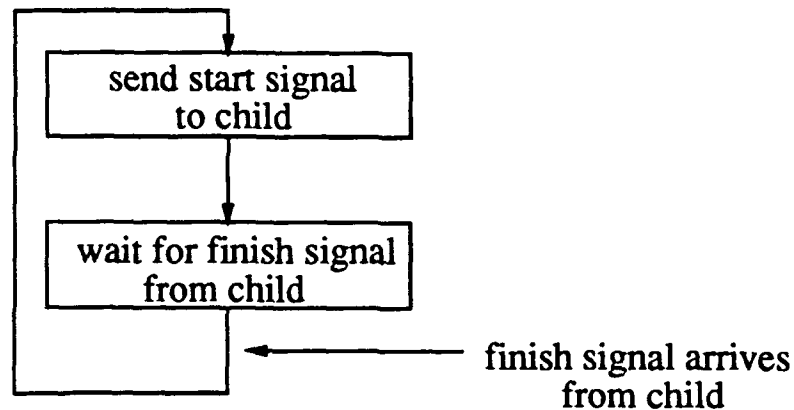 send start signal
to child
wait for finish signal
from child
finish signal arrives
from child